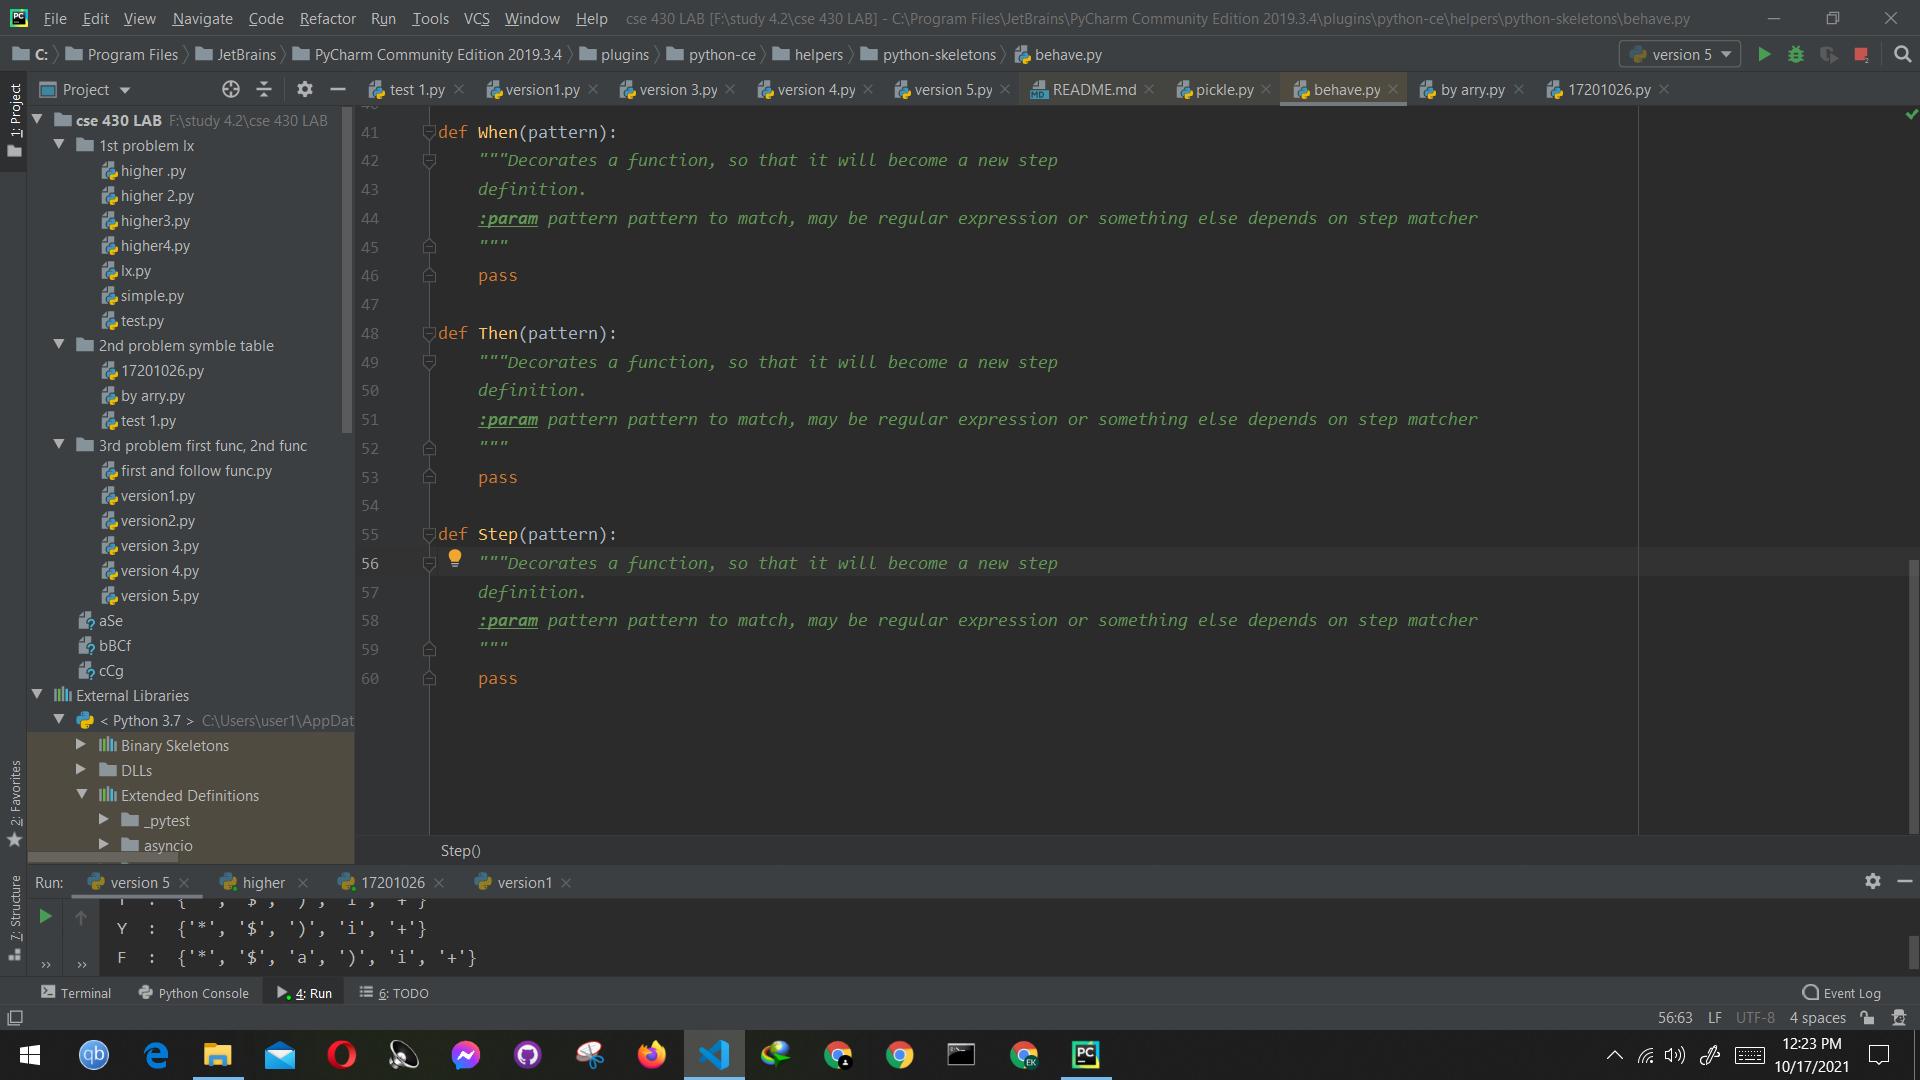 File Edit View Navigate Code Refactor Run Tools VCS Window Help cse 430 LAB [F:\study 4.2\cse 430 LAB] - C:\Program Files\JetBrains\PyCharm Community Edition 2019.3.4\plugins\python-ce\helpers\python-skeletons\behave.py
C: Program Files JetBrains PyCharm Community Edition 2019.3.4 plugins python-ce helpers python-skeletons behave.py version 5
Project test 1.py version1.py version 3.py version 4.py version 5.py README.md pickle.py behave.py by arry.py 17201026.py
1: Project
2: Favorites
7: Structure
cse 430 LAB F:\study 4.2\cse 430 LAB
1st problem lx
higher .py
higher 2.py
higher3.py
higher4.py
lx.py
simple.py
test.py
2nd problem symble table
17201026.py
by arry.py
test 1.py
3rd problem first func, 2nd func
first and follow func.py
version1.py
version2.py
version 3.py
version 4.py
version 5.py
aSe
bBCf
cCg
External Libraries
< Python 3.7 > C:\Users\user1\AppDat
Binary Skeletons
DLLs
Extended Definitions
_pytest
asyncio
41 def When(pattern):
42 """Decorates a function, so that it will become a new step
43 definition.
44 :param pattern pattern to match, may be regular expression or something else depends on step matcher
45 """
46 pass
47
48 def Then(pattern):
49 """Decorates a function, so that it will become a new step
50 definition.
51 :param pattern pattern to match, may be regular expression or something else depends on step matcher
52 """
53 pass
54
55 def Step(pattern):
56 """Decorates a function, so that it will become a new step
57 definition.
58 :param pattern pattern to match, may be regular expression or something else depends on step matcher
59 """
60 pass
Step()
Run: version 5 higher 17201026 version1
Y : {'*', '$', ')', 'i', '+'}
F : {'*', '$', 'a', ')', 'i', '+'}
Terminal Python Console 4: Run 6: TODO Event Log
56:63 LF UTF-8 4 spaces
12:23 PM
10/17/2021